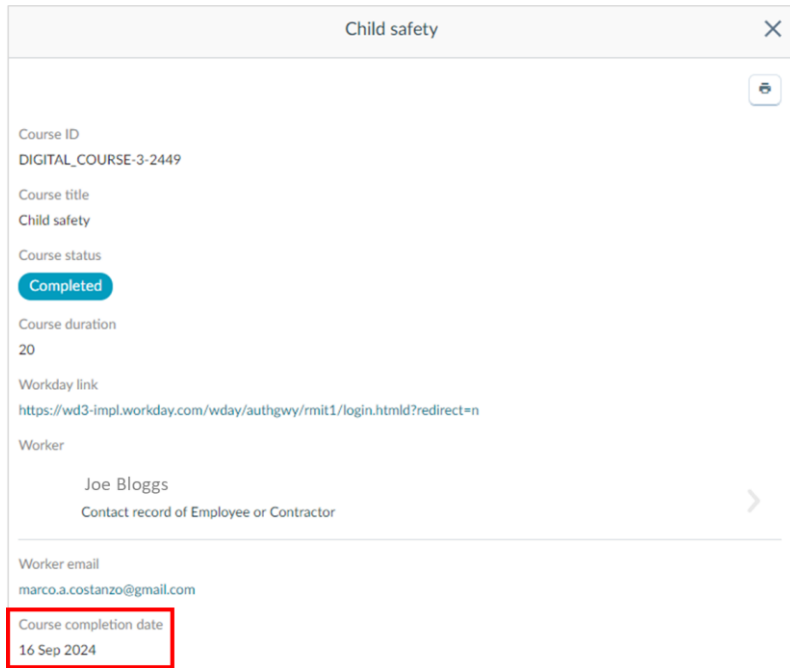 Child safety
Course ID
DIGITAL_COURSE-3-2449
Course title
Child safety
Course status
Completed
Course duration
20
Workday link
https://wd3-impl.workday.com/wday/authgwy/rmit1/login.htmld?redirect=n
Worker
Joe Bloggs
Contact record of Employee or Contractor
Worker email
marco.a.costanzo@gmail.com
Course completion date
16 Sep 2024